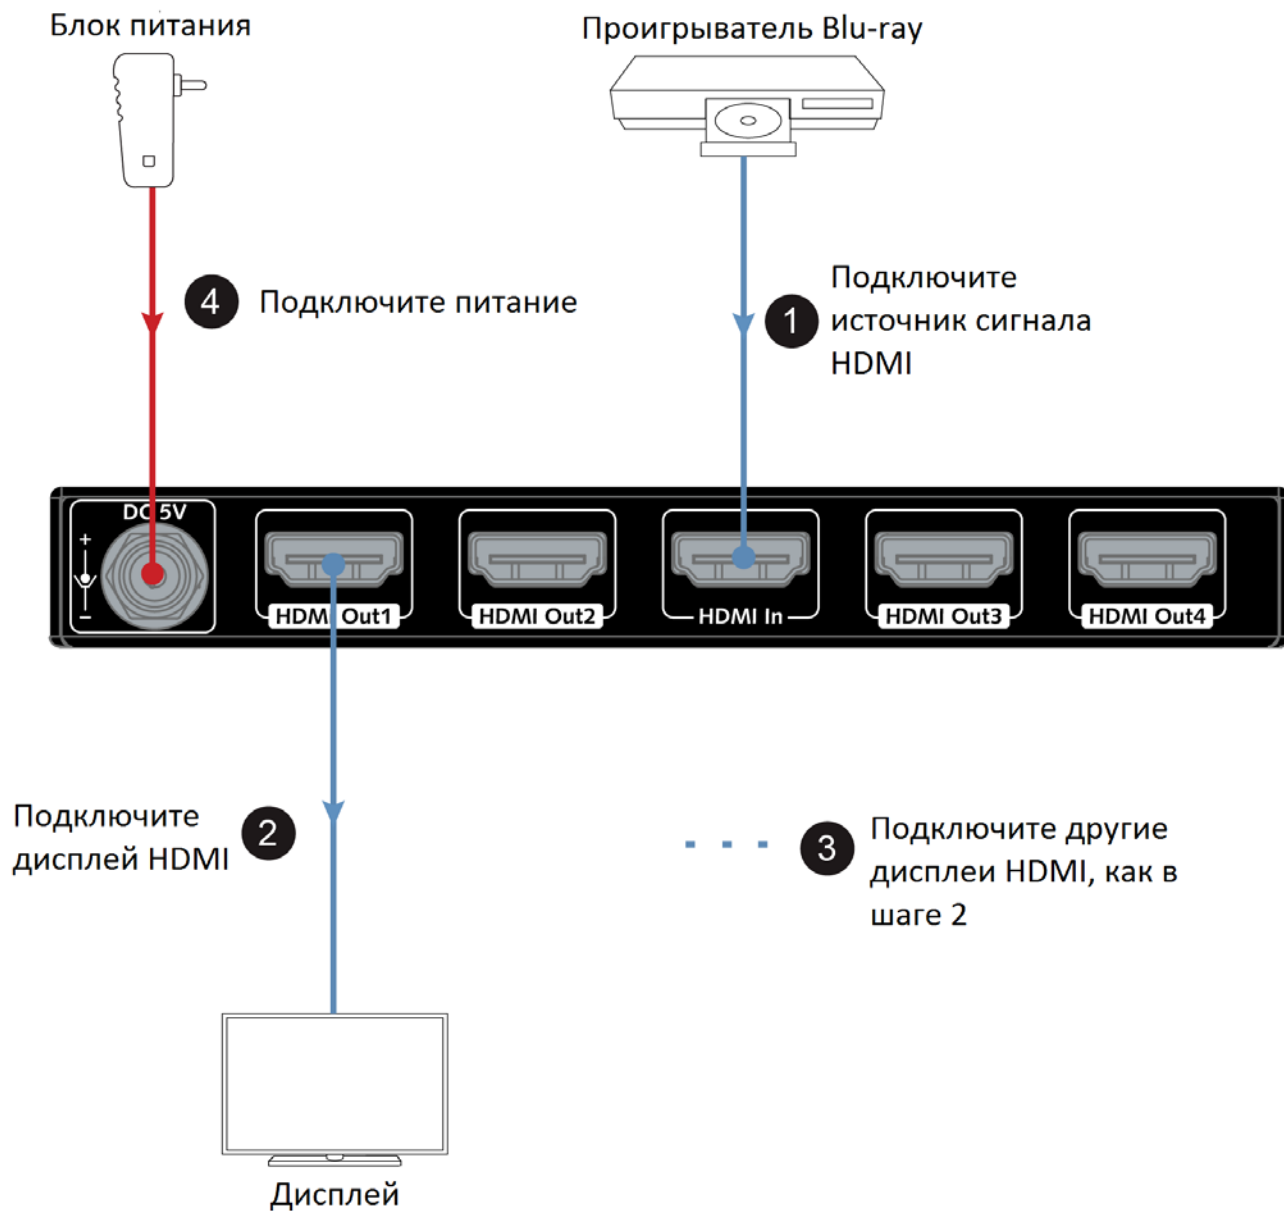 Блок питания
Проигрыватель Blu-ray
4 Подключите питание
1 Подключите
источник сигнала
HDMI
DC 5V
+
-
HDMI Out1
HDMI Out2
HDMI In
HDMI Out3
HDMI Out4
Подключите
дисплей HDMI
2
3
Подключите другие
дисплеи HDMI, как в
шаге 2
Дисплей